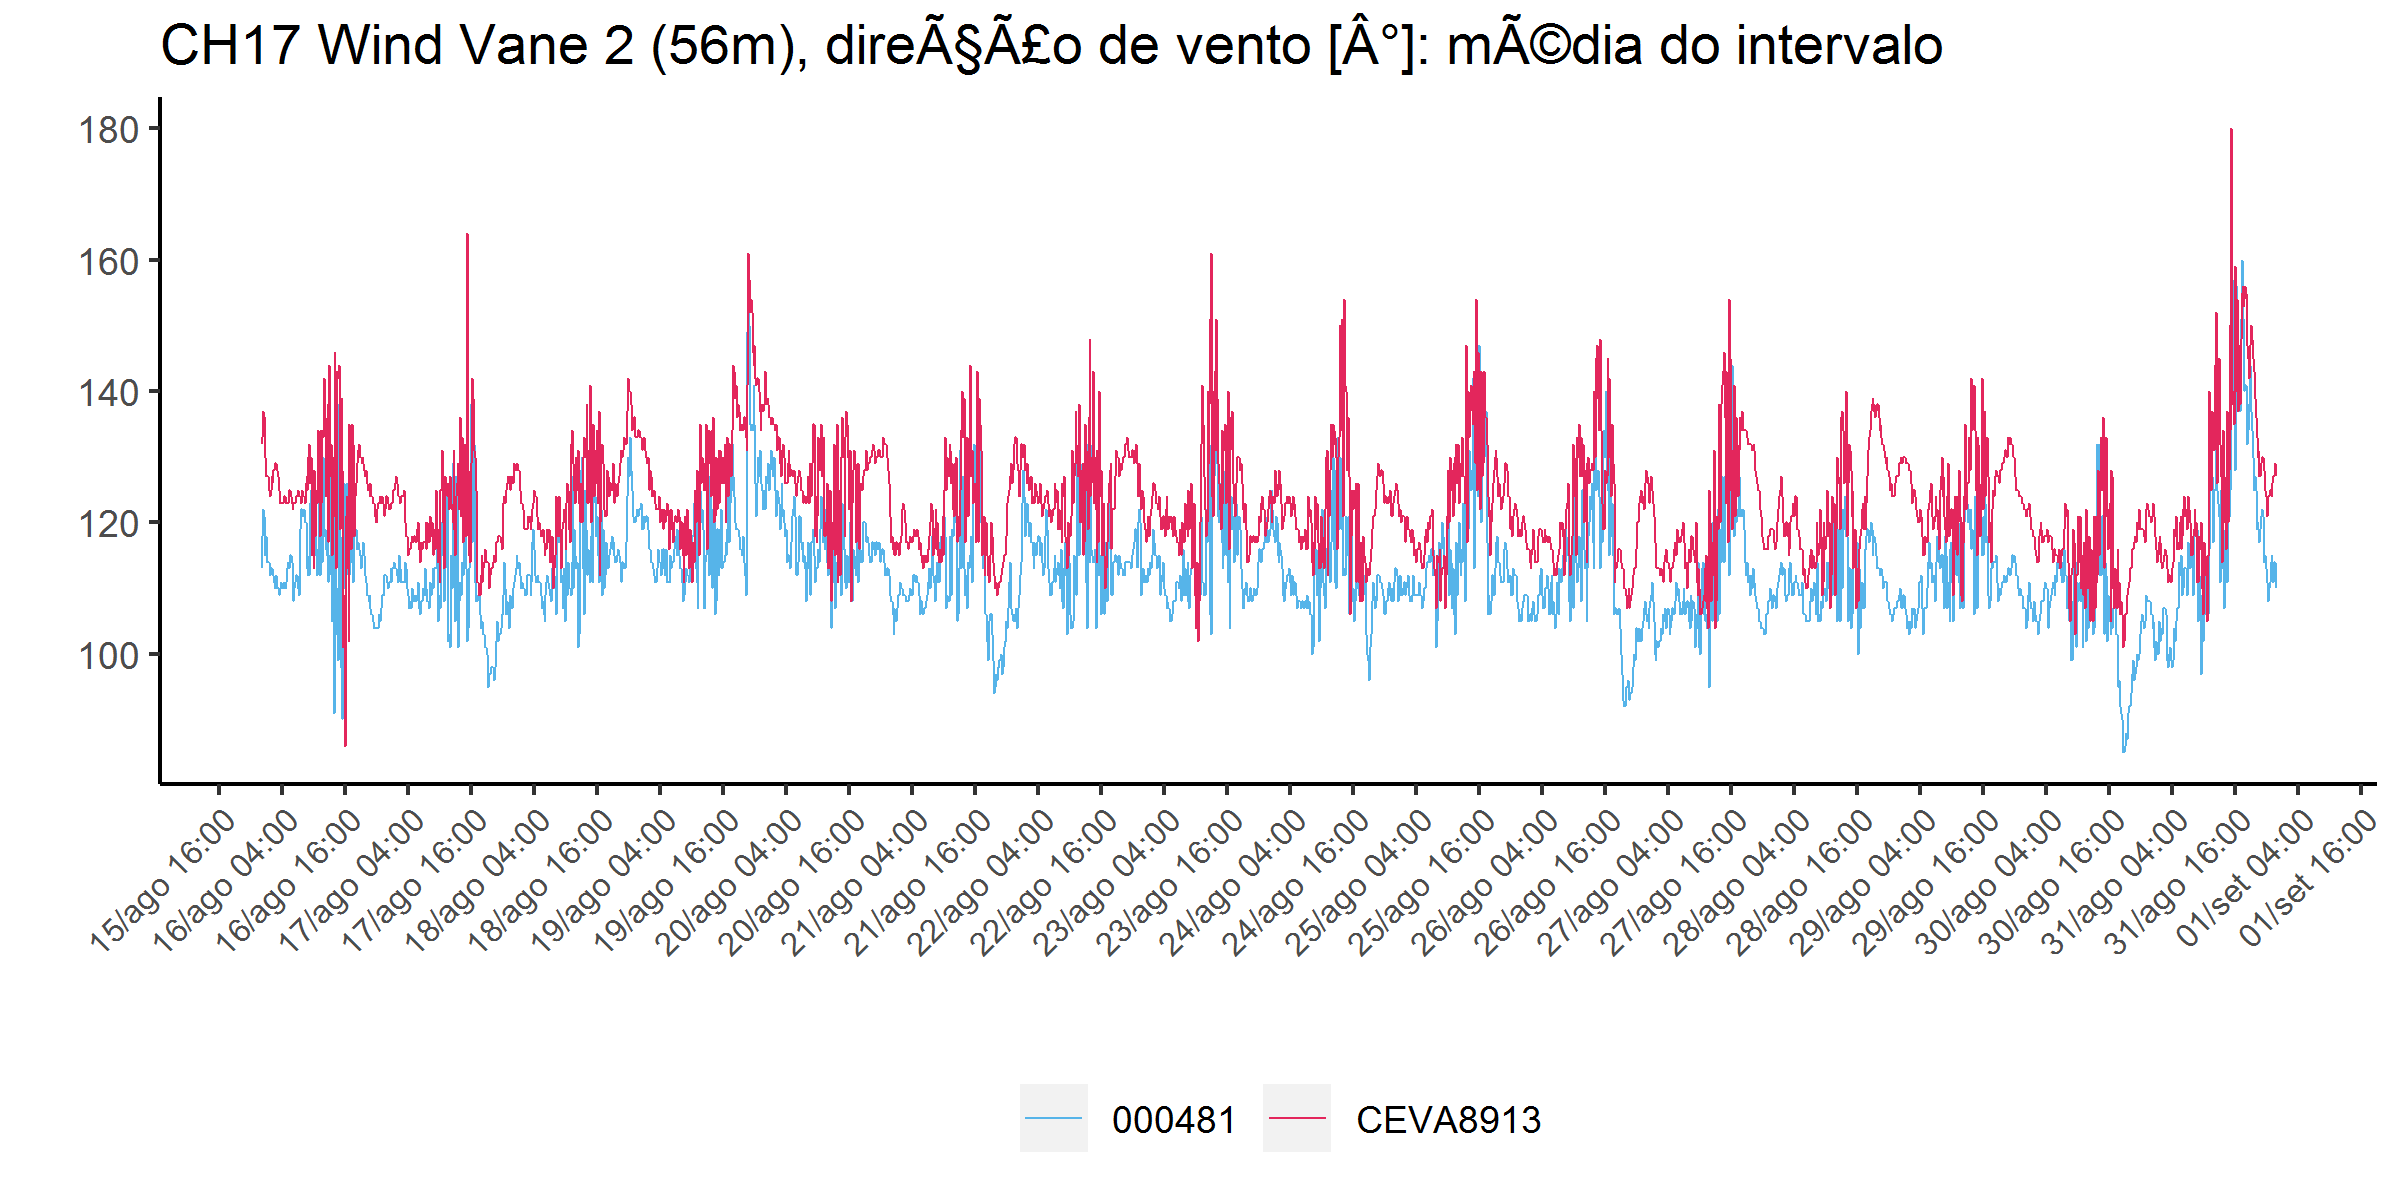 CH17 Wind Vane 2 (56m), direÃ§Ã£o de vento [Â°]: mÃ©dia do intervalo
180
160
140
120
100
15/ago 16:00
16/ago 04:00
16/ago 16:00
17/ago 04:00
17/ago 16:00
18/ago 04:00
18/ago 16:00
19/ago 04:00
19/ago 16:00
20/ago 04:00
20/ago 16:00
21/ago 04:00
21/ago 16:00
22/ago 04:00
22/ago 16:00
23/ago 04:00
23/ago 16:00
24/ago 04:00
24/ago 16:00
25/ago 04:00
25/ago 16:00
26/ago 04:00
26/ago 16:00
27/ago 04:00
27/ago 16:00
28/ago 04:00
28/ago 16:00
29/ago 04:00
29/ago 16:00
30/ago 04:00
30/ago 16:00
31/ago 04:00
31/ago 16:00
01/set 04:00
01/set 16:00
000481
CEVA8913